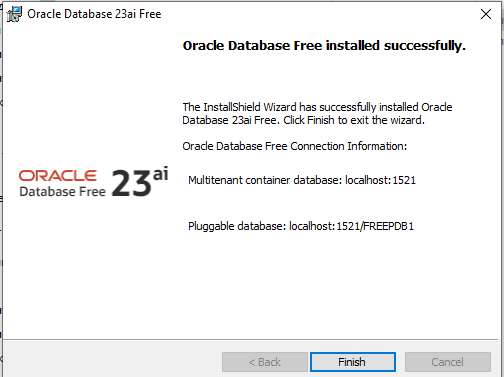 Oracle Database 23ai Free
Oracle Database Free installed successfully.
The InstallShield Wizard has successfully installed Oracle
Database 23ai Free. Click Finish to exit the wizard.
Oracle Database Free Connection Information:
ORACLE
Database Free 23ai
Multitenant container database: localhost:1521
Pluggable database: localhost:1521/FREEPDB1
< Back
Finish
Cancel